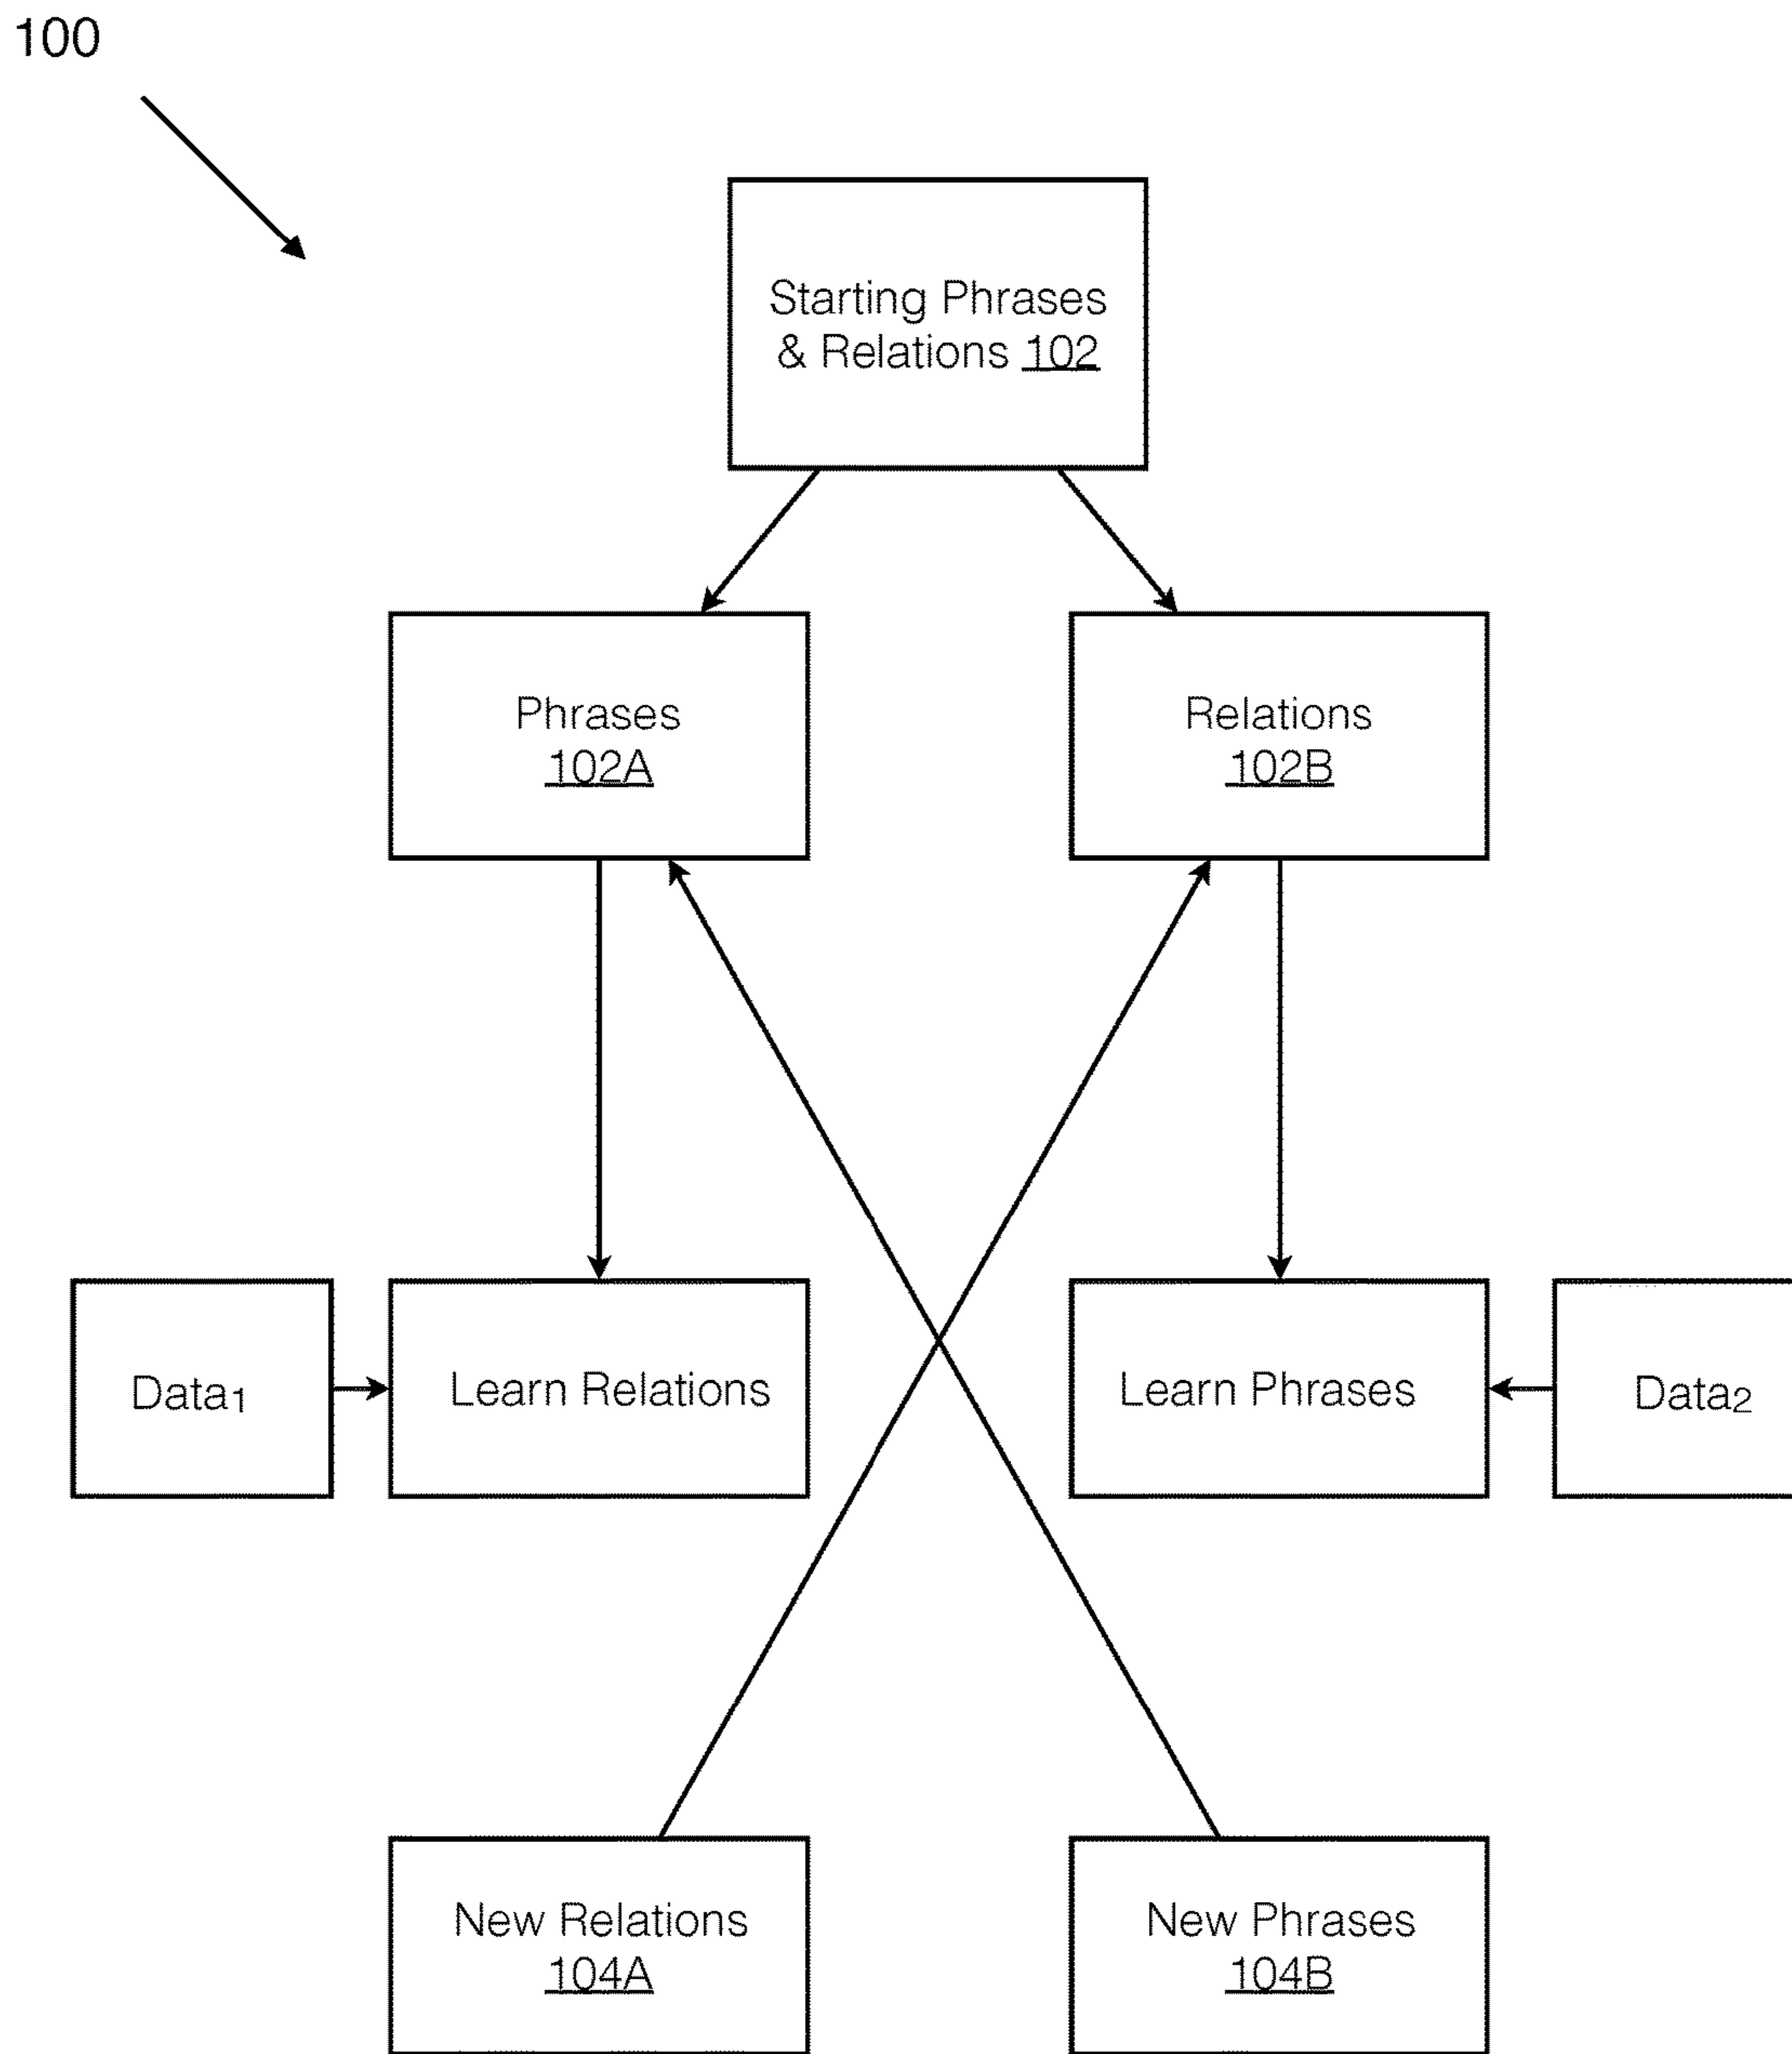 100
Starting Phrases
& Relations 102
Phrases
102A
Relations
102B
Data₁
Learn Relations
Learn Phrases
Data₂
New Relations
104A
New Phrases
104B